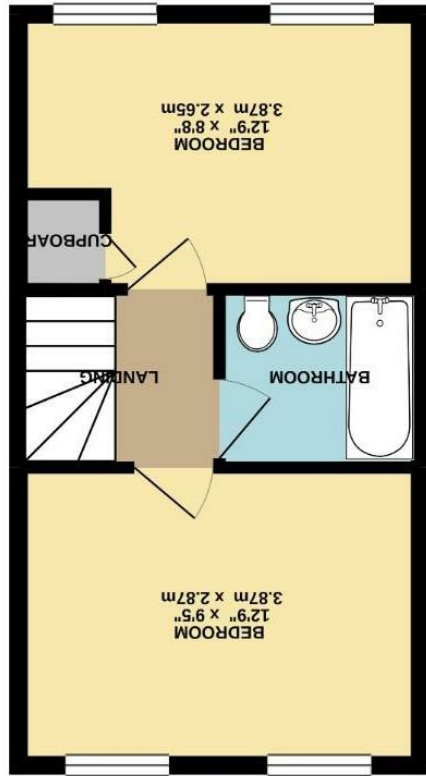 BEDROOM
12'9" x 9'5"
3.87m x 2.87m
BATHROOM
LANDING
CUPBOAR
BEDROOM
12'9" x 8'8"
3.87m x 2.65m